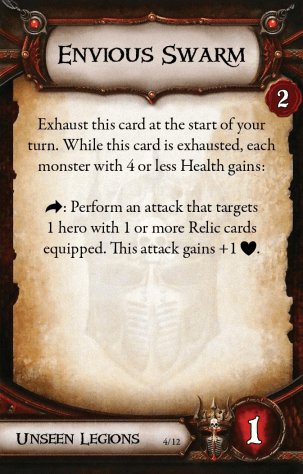 Envious Swarm
2
Exhaust this card at the start of your
turn. While this card is exhausted, each
monster with 4 or less Health gains:
: Perform an attack that targets
1 hero with 1 or more Relic cards
equipped. This attack gains +1 .
Unseen Legions 4/12
1